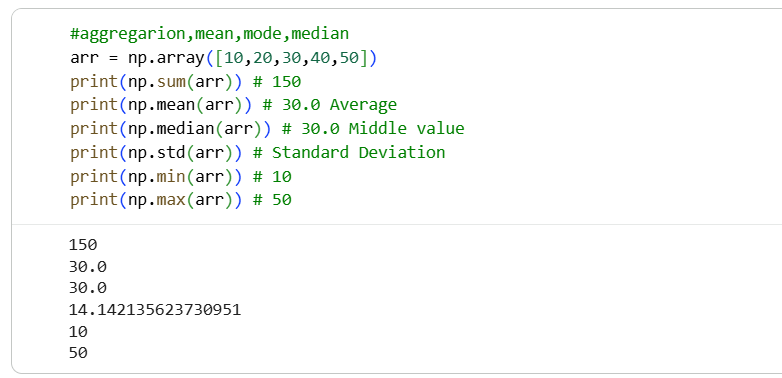 #aggregarion,mean,mode,median
arr = np.array([10,20,30,40,50])
print(np.sum(arr)) # 150
print(np.mean(arr)) # 30.0 Average
print(np.median(arr)) # 30.0 Middle value
print(np.std(arr)) # Standard Deviation
print(np.min(arr)) # 10
print(np.max(arr)) # 50
150
30.0
30.0
14.142135623730951
10
50